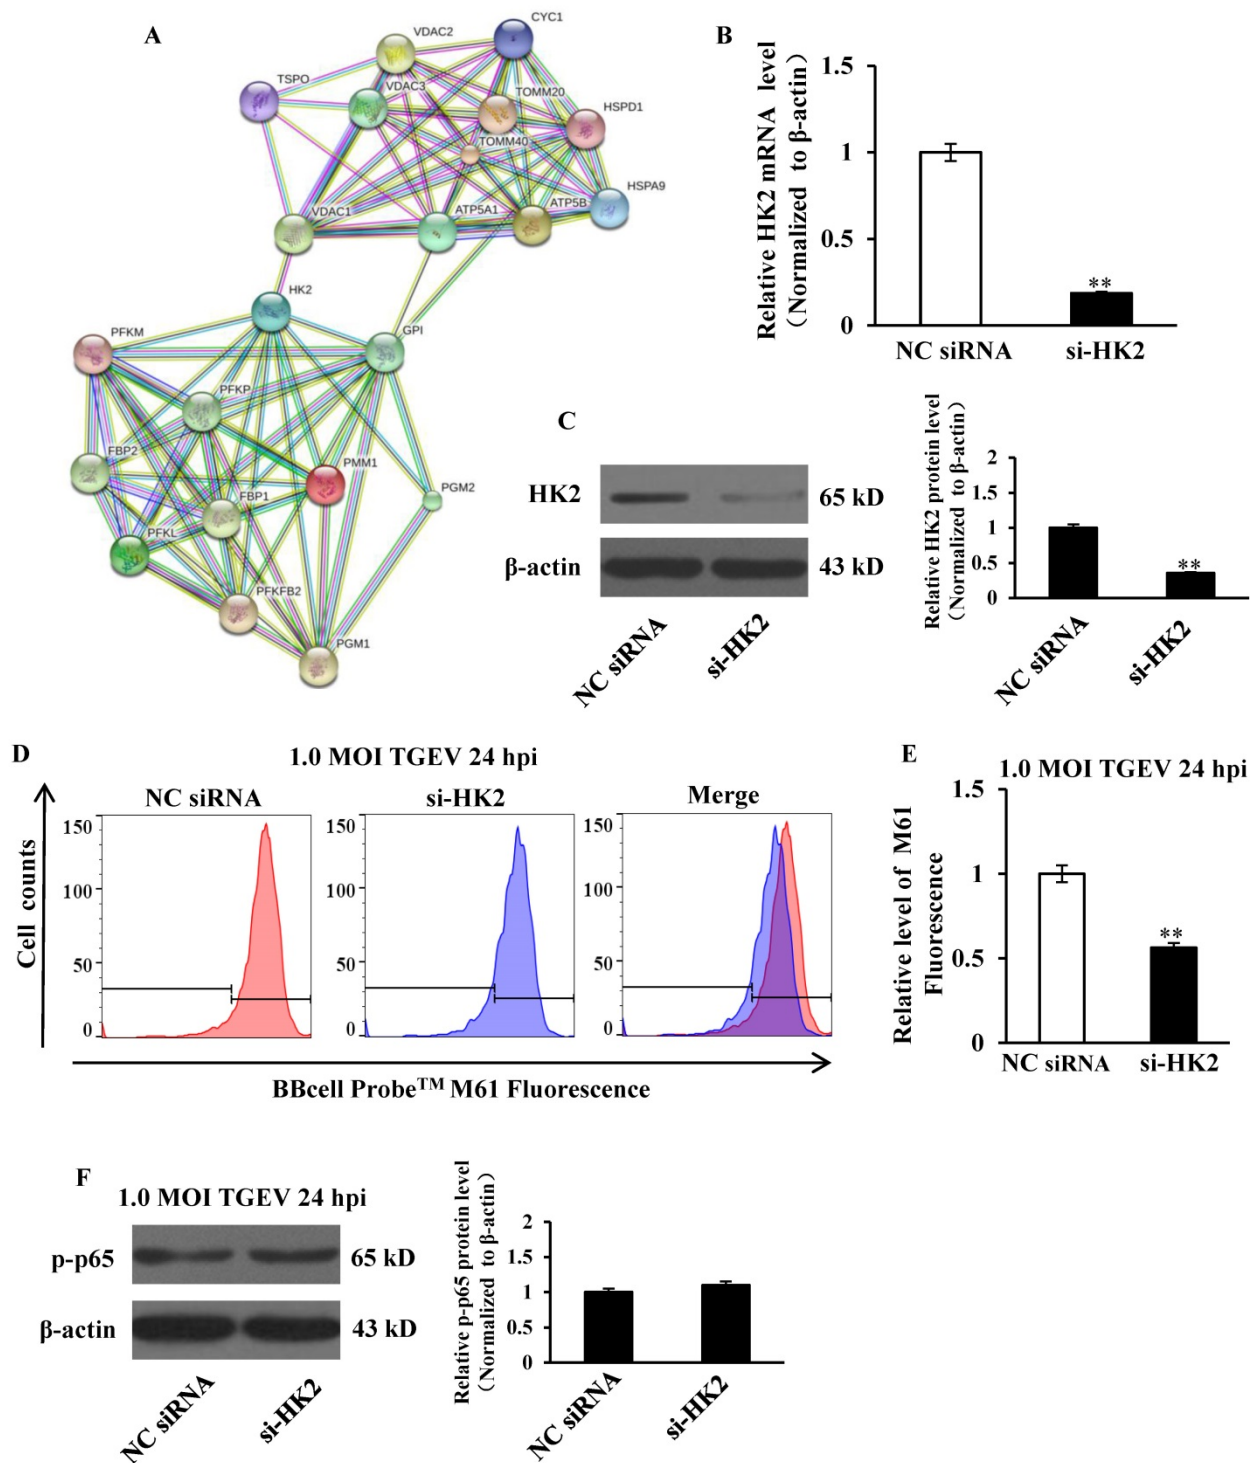 A
CYC1
VDAC2
TSPO
VDAC3
TOMM20
HSPD1
TOMM40
HSPA9
VDAC1
ATP5A1
ATP5B
HK2
GPI
PFKM
PFKP
FBP2
PMM1
PGM2
FBP1
PFKL
PFKFB2
PGM1
B
Relative HK2 mRNA level
(Normalized to β-actin)
1.5
1
0.5
0
**
NC siRNA si-HK2
C
HK2 65 kD
β-actin 43 kD
NC siRNA si-HK2
Relative HK2 protein level
(Normalized to β-actin)
2
1.5
1
0.5
0
**
NC siRNA si-HK2
D
1.0 MOI TGEV 24 hpi
NC siRNA si-HK2 Merge
Cell counts
150 150 150
100 100 100
50 50 50
0 0 0
BBcell Probe™ M61 Fluorescence
E
1.0 MOI TGEV 24 hpi
Relative level of M61
Fluorescence
1.5
1
0.5
0
**
NC siRNA si-HK2
F
1.0 MOI TGEV 24 hpi
p-p65 65 kD
β-actin 43 kD
NC siRNA si-HK2
Relative p-p65 protein level
(Normalized to β-actin)
2
1.5
1
0.5
0
NC siRNA si-HK2